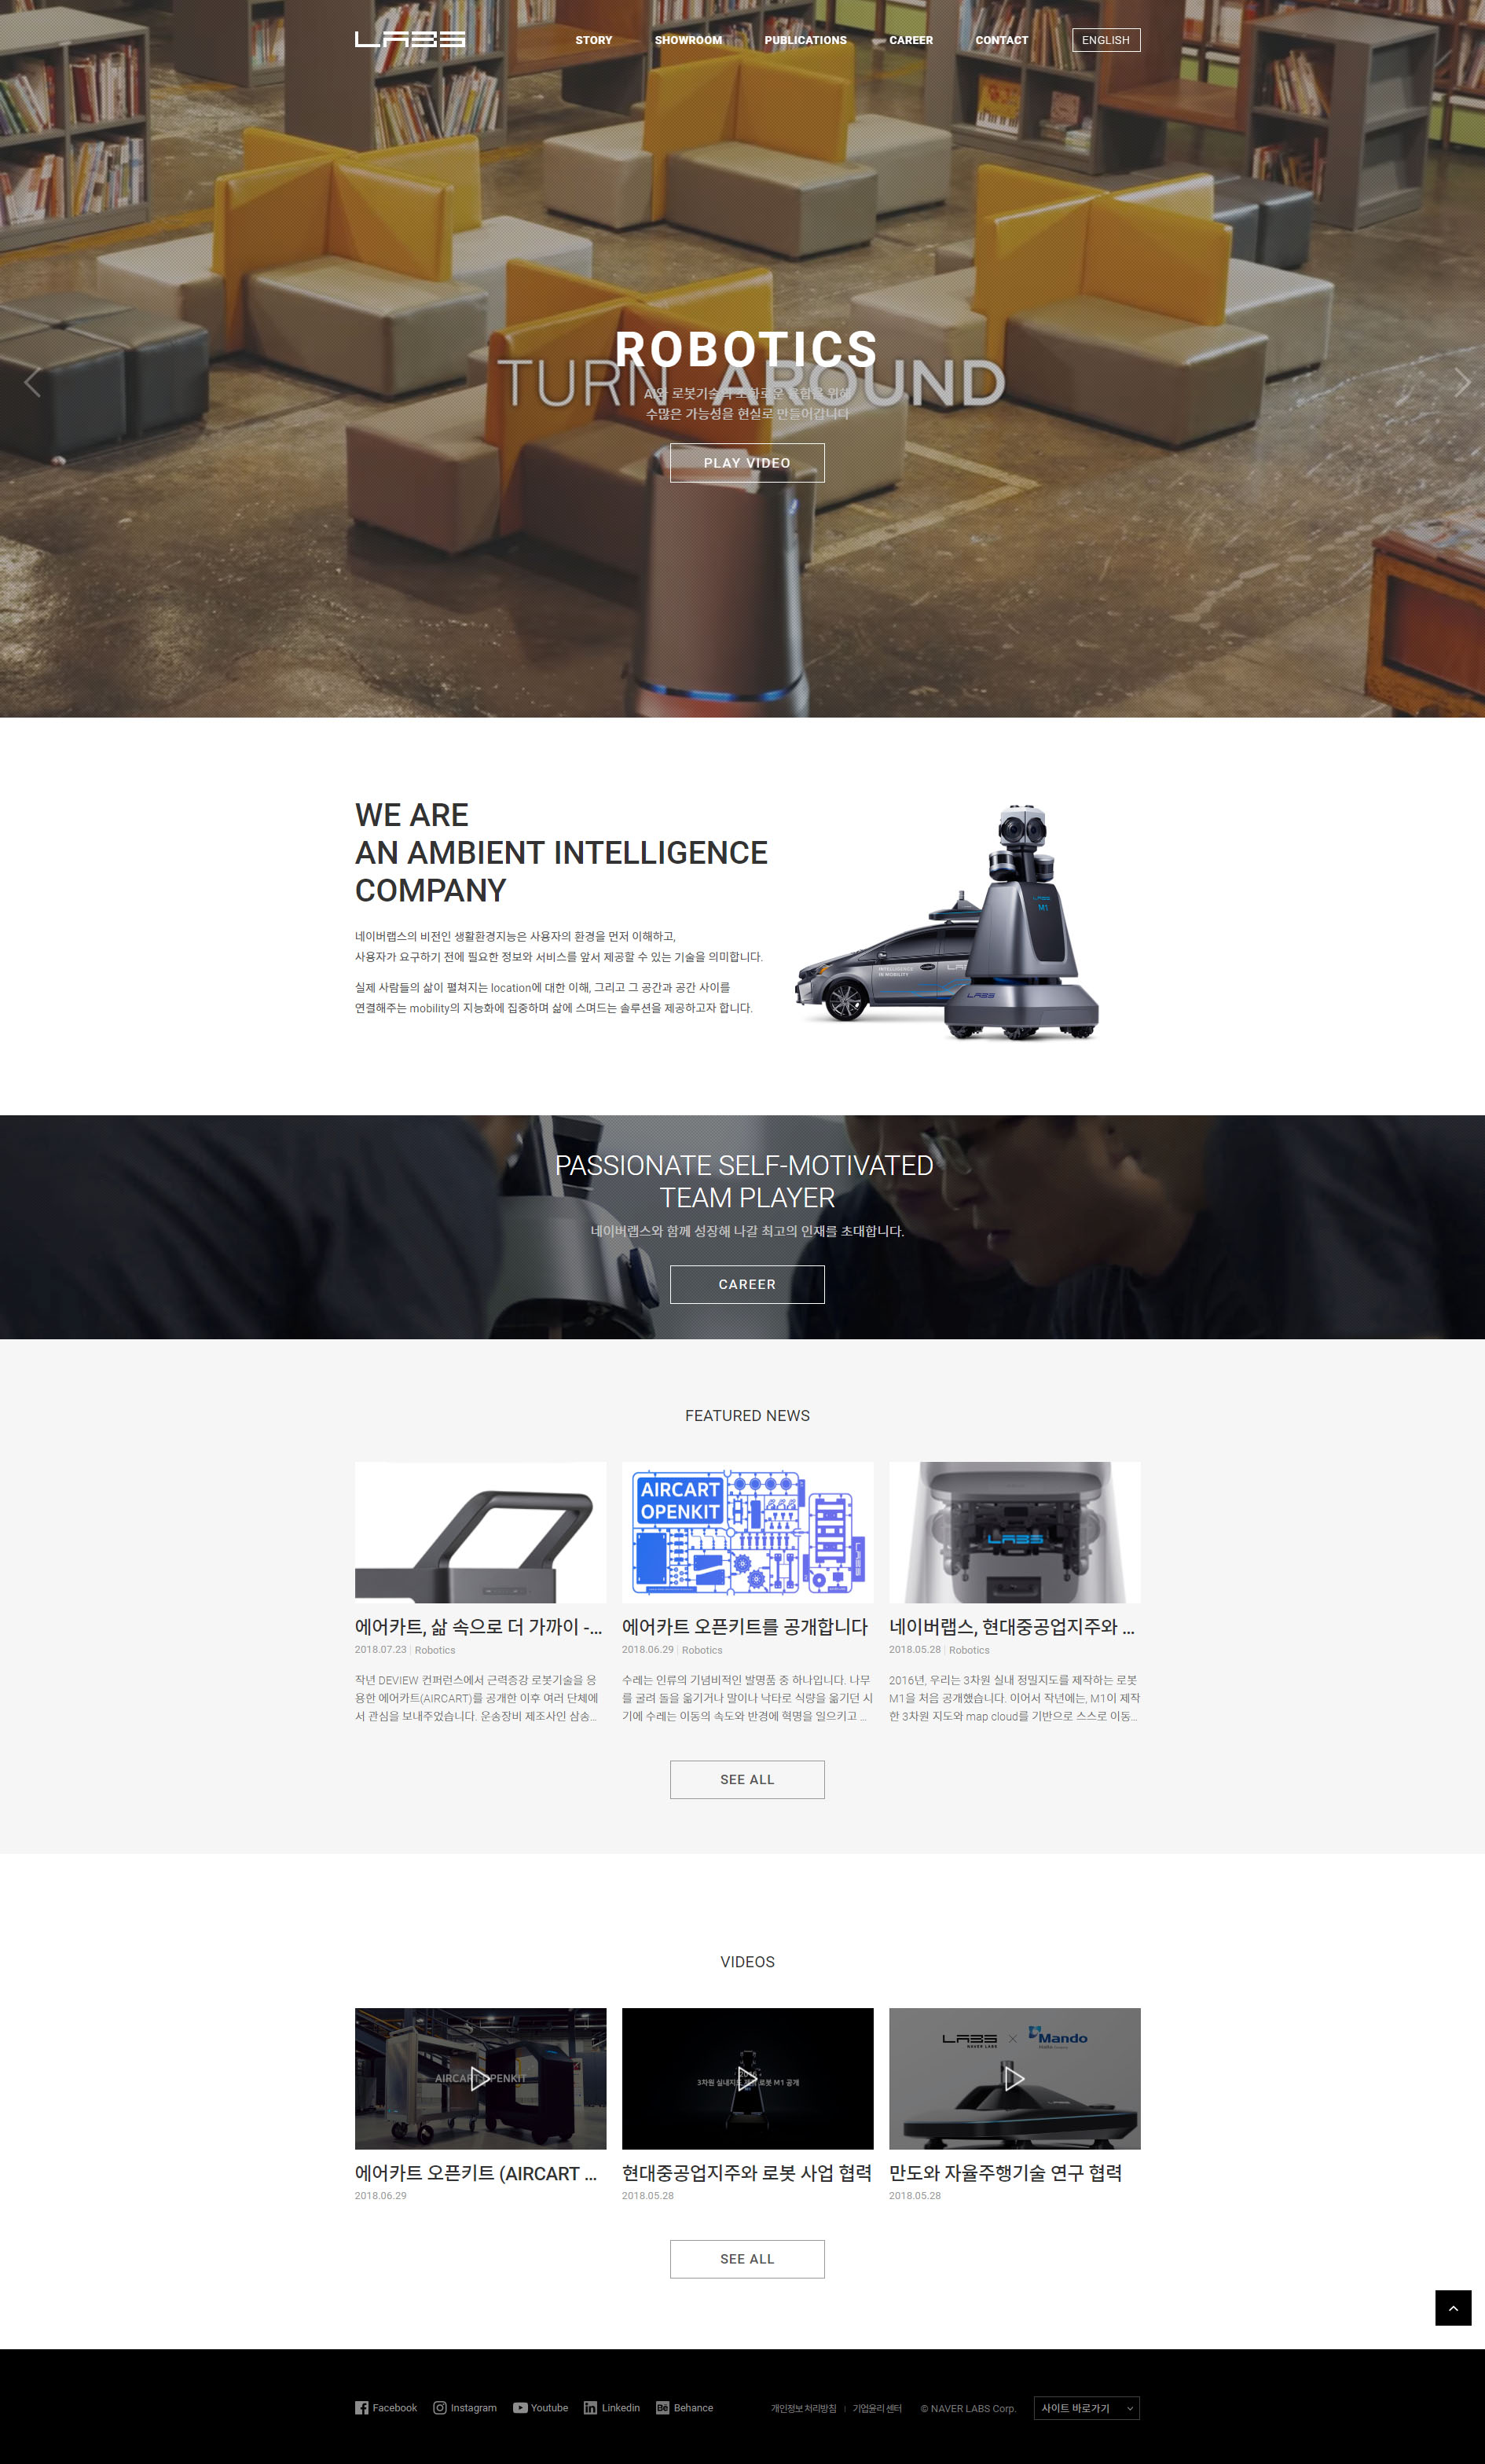 LABS
STORY
SHOWROOM
PUBLICATIONS
CAREER
CONTACT
ENGLISH
ROBOTICS
TURN AROUND
AI와 로봇기술의 조화로운 융합을 위해
수많은 가능성을 현실로 만들어갑니다
PLAY VIDEO
WE ARE
AN AMBIENT INTELLIGENCE
COMPANY
네이버랩스의 비전인 생활환경지능은 사용자의 환경을 먼저 이해하고,
사용자가 요구하기 전에 필요한 정보와 서비스를 앞서 제공할 수 있는 기술을 의미합니다.
실제 사람들의 삶이 펼쳐지는 location에 대한 이해, 그리고 그 공간과 공간 사이를
연결해주는 mobility의 지능화에 집중하며 삶에 스며드는 솔루션을 제공하고자 합니다.
LABS
M1
INTELLIGENCE
IN MOBILITY
LABS
PASSIONATE SELF-MOTIVATED
TEAM PLAYER
네이버랩스와 함께 성장해 나갈 최고의 인재를 초대합니다.
CAREER
FEATURED NEWS
AIRCART
OPENKIT
LABS
LABS
에어카트, 삶 속으로 더 가까이 -...
2018.07.23 | Robotics
작년 DEVIEW 컨퍼런스에서 근력증강 로봇기술을 응
용한 에어카트(AIRCART)를 공개한 이후 여러 단체에
서 관심을 보내주었습니다. 운송장비 제조사인 삼송...
에어카트 오픈키트를 공개합니다
2018.06.29 | Robotics
수레는 인류의 기념비적인 발명품 중 하나입니다. 나무
를 굴려 돌을 옮기거나 말이나 낙타로 식량을 옮기던 시
기에 수레는 이동의 속도와 반경에 혁명을 일으키고 ...
네이버랩스, 현대중공업지주와 ...
2018.05.28 | Robotics
2016년, 우리는 3차원 실내 정밀지도를 제작하는 로봇
M1을 처음 공개했습니다. 이어서 작년에는, M1이 제작
한 3차원 지도와 map cloud를 기반으로 스스로 이동...
SEE ALL
VIDEOS
AIRCART OPENKIT
2016
3차원 실내지도 제작 로봇 M1 공개
LABS × Mando
NAVER LABS
LABS
에어카트 오픈키트 (AIRCART ...
2018.06.29
현대중공업지주와 로봇 사업 협력
2018.05.28
만도와 자율주행기술 연구 협력
2018.05.28
SEE ALL
Facebook
Instagram
Youtube
Linkedin
Behance
개인정보처리방침 | 기업윤리센터
© NAVER LABS Corp.
사이트 바로가기